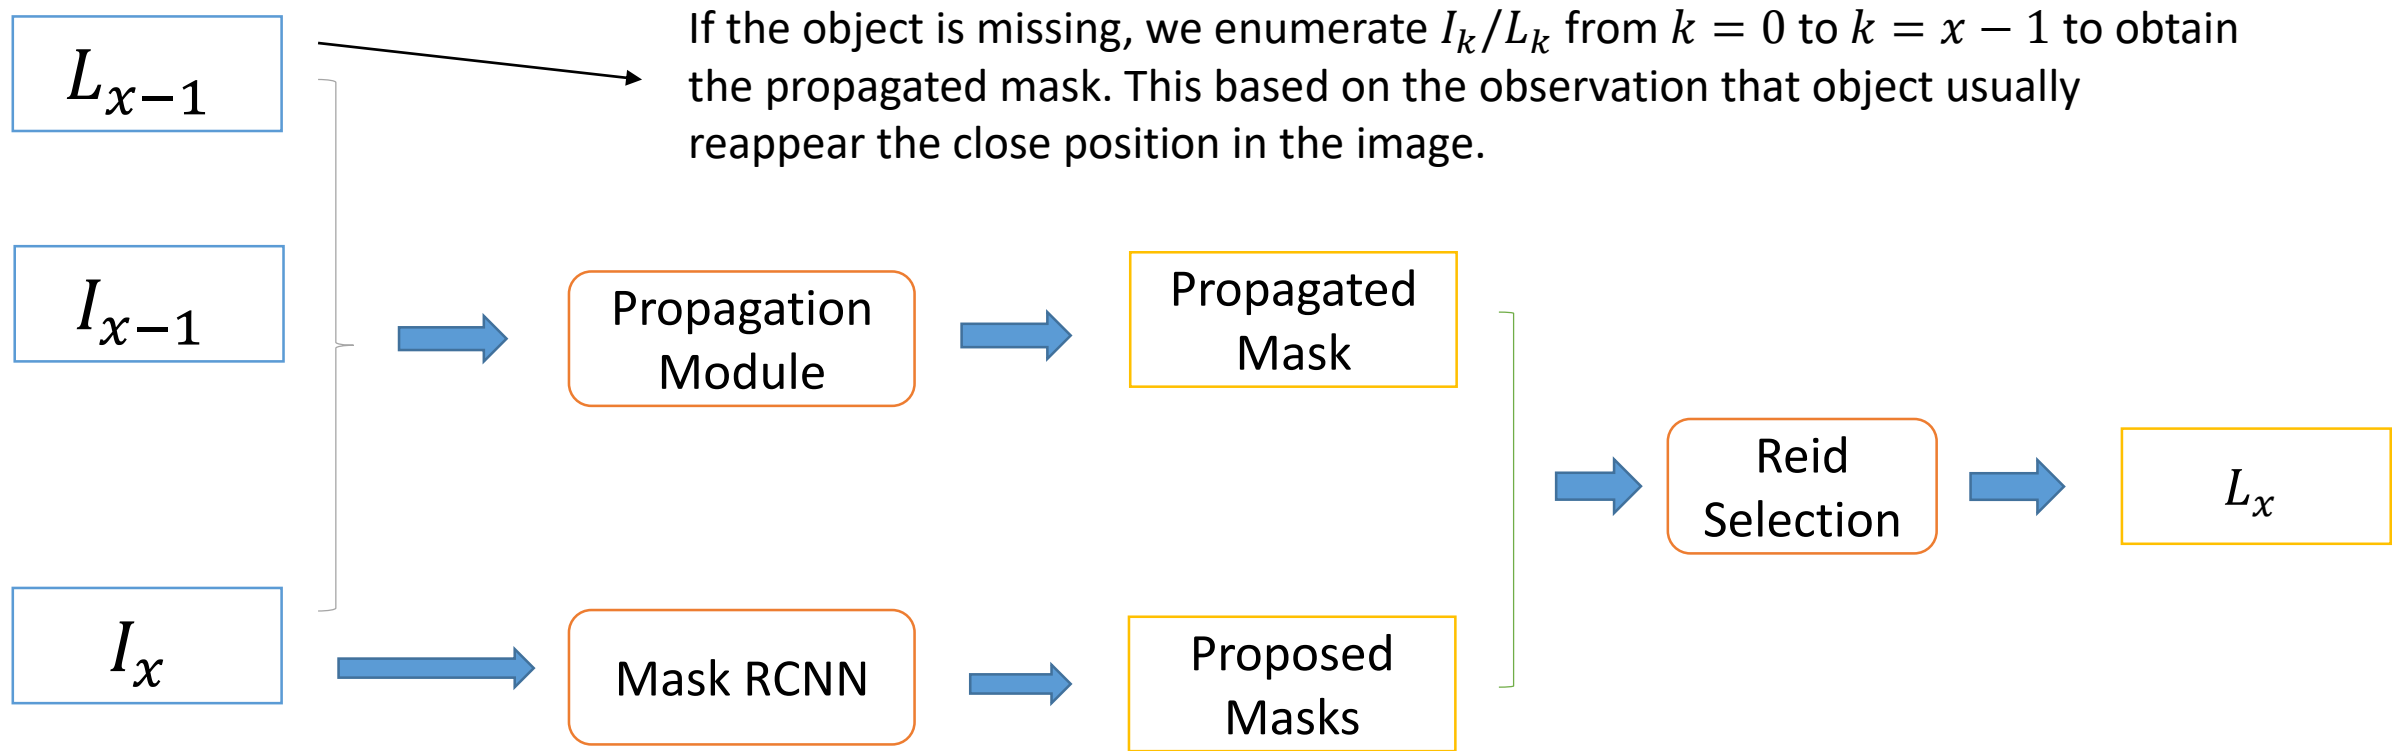 L_{x−1}
If the object is missing, we enumerate I_k/L_k from k = 0 to k = x − 1 to obtain
the propagated mask. This based on the observation that object usually
reappear the close position in the image.
I_{x−1}
Propagation
Module
Propagated
Mask
Reid
Selection
L_x
I_x
Mask RCNN
Proposed
Masks